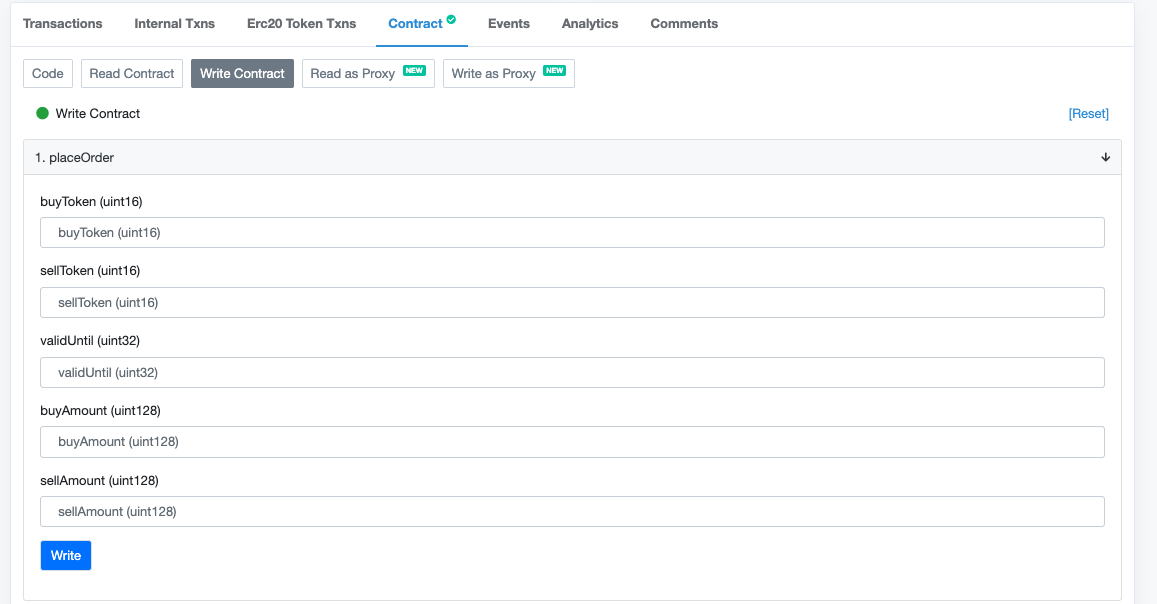 Transactions Internal Txns Erc20 Token Txns Contract Events Analytics Comments
Code Read Contract Write Contract Read as Proxy NEW Write as Proxy NEW
Write Contract [Reset]
1. placeOrder
buyToken (uint16)
buyToken (uint16)
sellToken (uint16)
sellToken (uint16)
validUntil (uint32)
validUntil (uint32)
buyAmount (uint128)
buyAmount (uint128)
sellAmount (uint128)
sellAmount (uint128)
Write